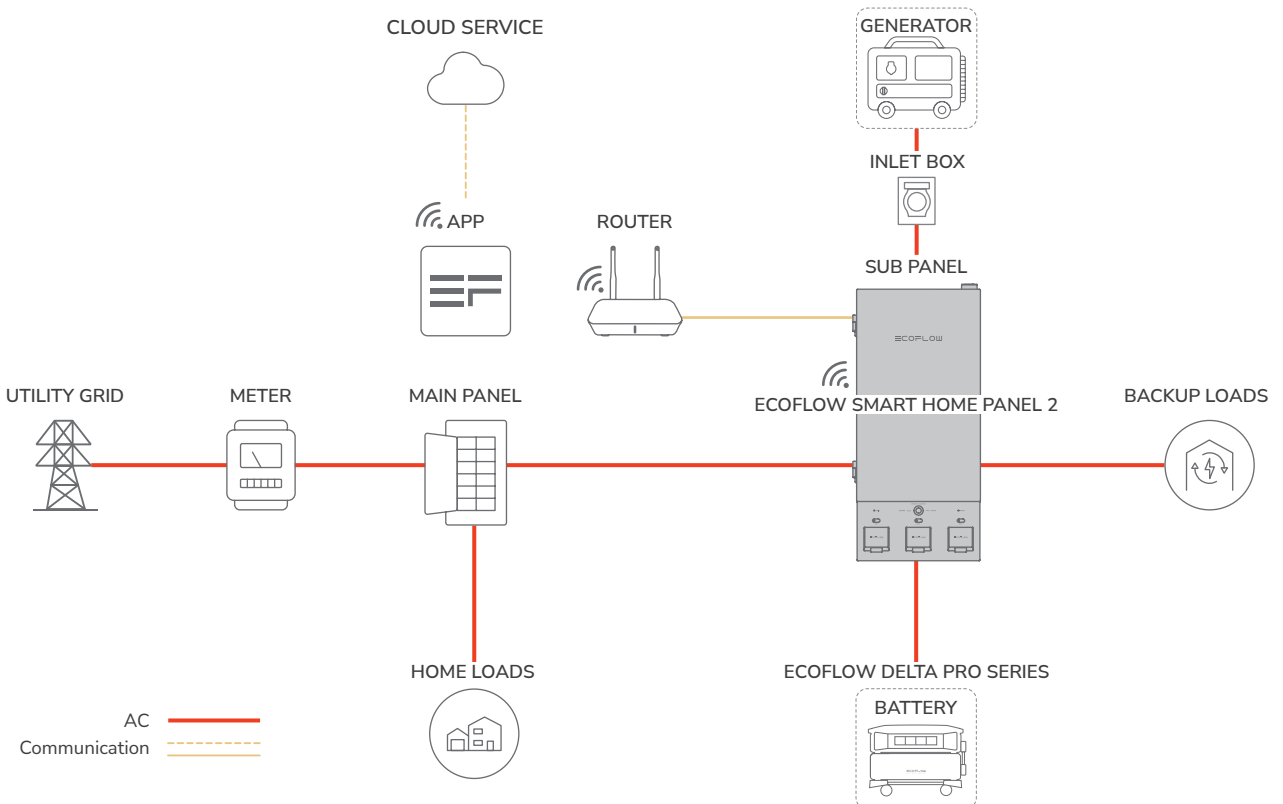 CLOUD SERVICE
GENERATOR
INLET BOX
APP
ROUTER
SUB PANEL
ECOFLOW
UTILITY GRID
METER
MAIN PANEL
ECOFLOW SMART HOME PANEL 2
BACKUP LOADS
HOME LOADS
ECOFLOW DELTA PRO SERIES
BATTERY
ECOFLOW
AC
Communication